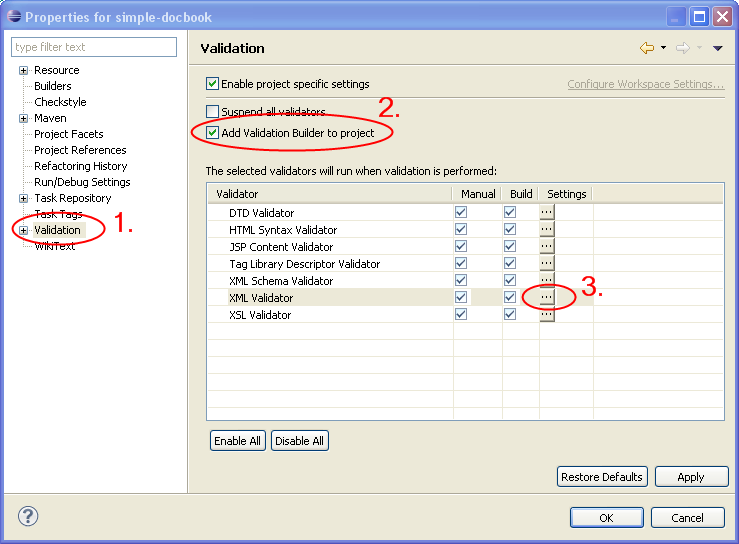 Properties for simple-docbook
type filter text
Resource
Builders
Checkstyle
Maven
Project Facets
Project References
Refactoring History
Run/Debug Settings
Task Repository
Task Tags
Validation
WikiText
1.
Validation
Enable project specific settings
Configure Workspace Settings...
Suspend all validators
2.
Add Validation Builder to project
The selected validators will run when validation is performed:
Validator Manual Build Settings
DTD Validator ...
HTML Syntax Validator ...
JSP Content Validator ...
Tag Library Descriptor Validator ...
XML Schema Validator ...
XML Validator ...
3.
XSL Validator ...
Enable All Disable All
Restore Defaults Apply
? OK Cancel